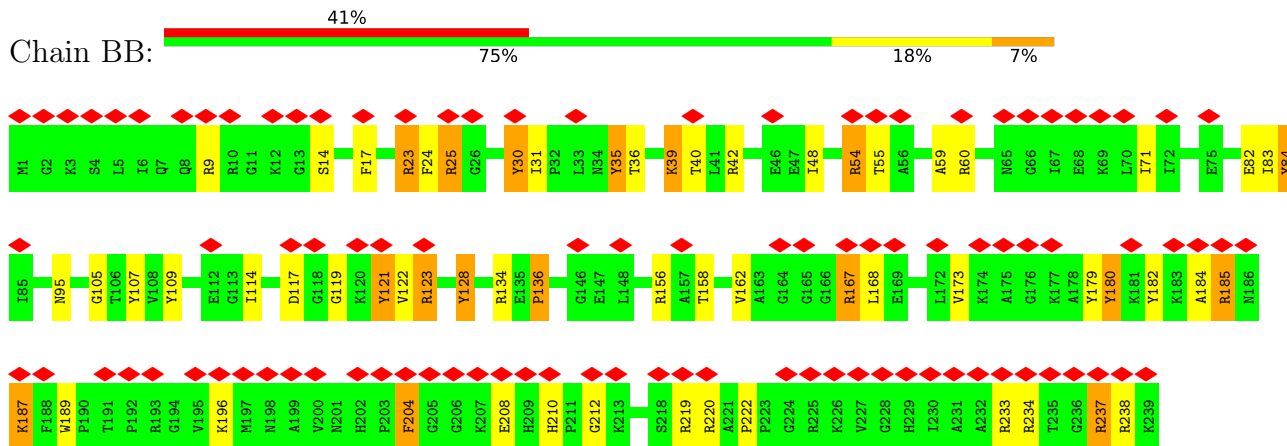 41%
Chain BB:
75% 18% 7%
M1 G2 K3 S4 L5 I6 Q7 Q8 R9 R10 G11 K12 G13 S14 F17 R23 F24 R25 G26 Y30 I31 P32 L33 N34 Y35 T36 K39 T40 L41 R42 E46 E47 I48 R54 T55 A56 A59 R60 N65 G66 I67 E68 K69 L70 I71 I72 E75 E82 I83 Y84
I85 N95 G105 T106 Y107 V108 Y109 E112 G113 I114 D117 G118 G119 K120 Y121 V122 R123 Y128 R134 E135 P136 G146 E147 L148 R156 A157 T158 V162 A163 G164 G165 G166 R167 L168 E169 L172 V173 K174 A175 G176 K177 A178 Y179 Y180 K181 Y182 K183 A184 R185 N186
K187 F188 W189 P190 T191 P192 R193 G194 V195 K196 M197 N198 A199 V200 N201 H202 P203 F204 G205 G206 K207 E208 H209 H210 P211 G212 K213 S218 R219 R220 A221 P222 P223 G224 R225 K226 V227 G228 H229 I230 A231 A232 R233 R234 T235 G236 R237 R238 K239